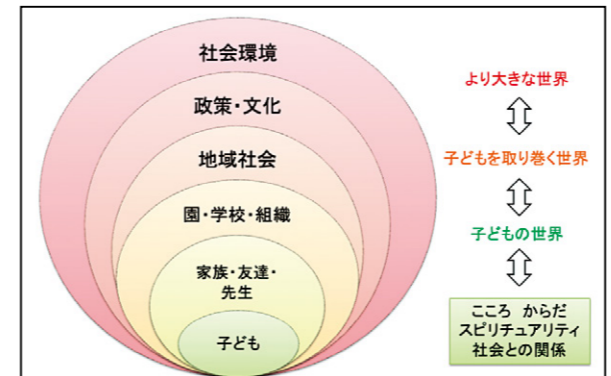 社会環境
政策・文化
地域社会
園・学校・組織
家族・友達・
先生
子ども
より大きな世界
子どもを取り巻く世界
子どもの世界
こころ からだ
スピリチュアリティ
社会との関係